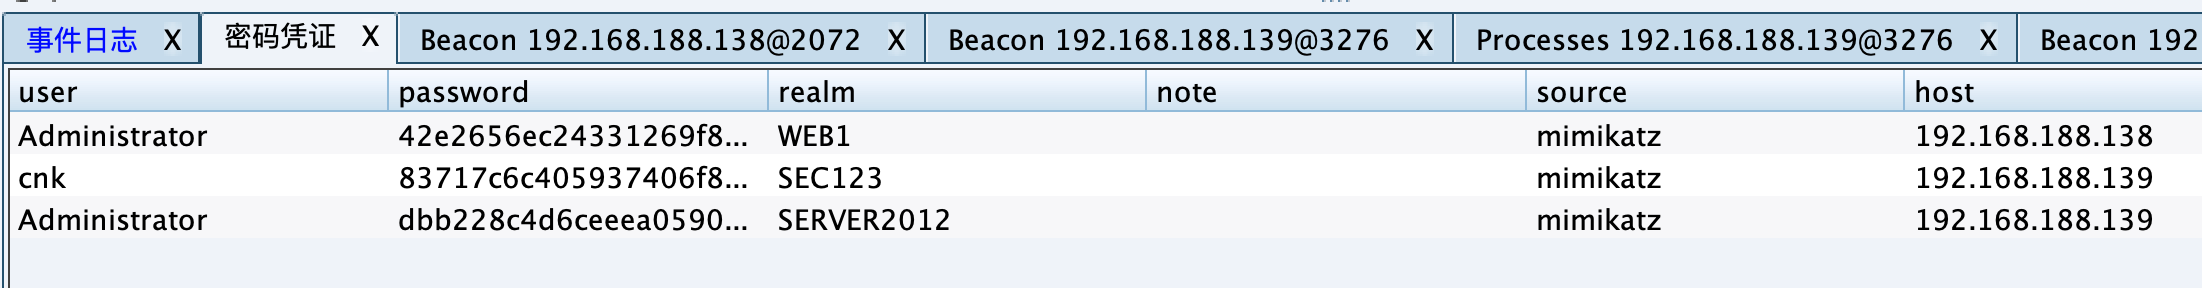 事件日志 X 密码凭证 X Beacon 192.168.188.138@2072 X Beacon 192.168.188.139@3276 X Processes 192.168.188.139@3276 X Beacon 192
user password realm note source host
Administrator 42e2656ec24331269f8... WEB1 mimikatz 192.168.188.138
cnk 83717c6c405937406f8... SEC123 mimikatz 192.168.188.139
Administrator dbb228c4d6ceeea0590... SERVER2012 mimikatz 192.168.188.139